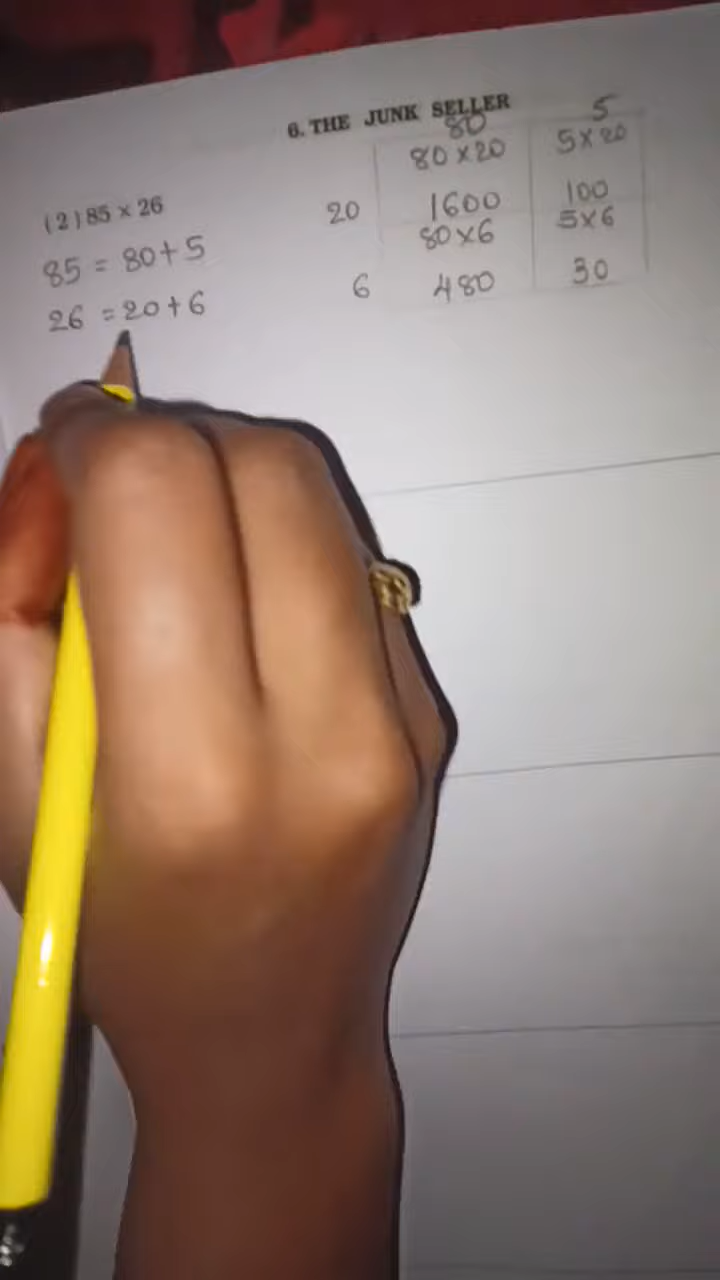 6. THE JUNK SELLER
80 5
80 × 20 5 × 20
(2) 85 × 26
20 1600 100
85 = 80 + 5
80 × 6 5 × 6
26 = 20 + 6
6 480 30